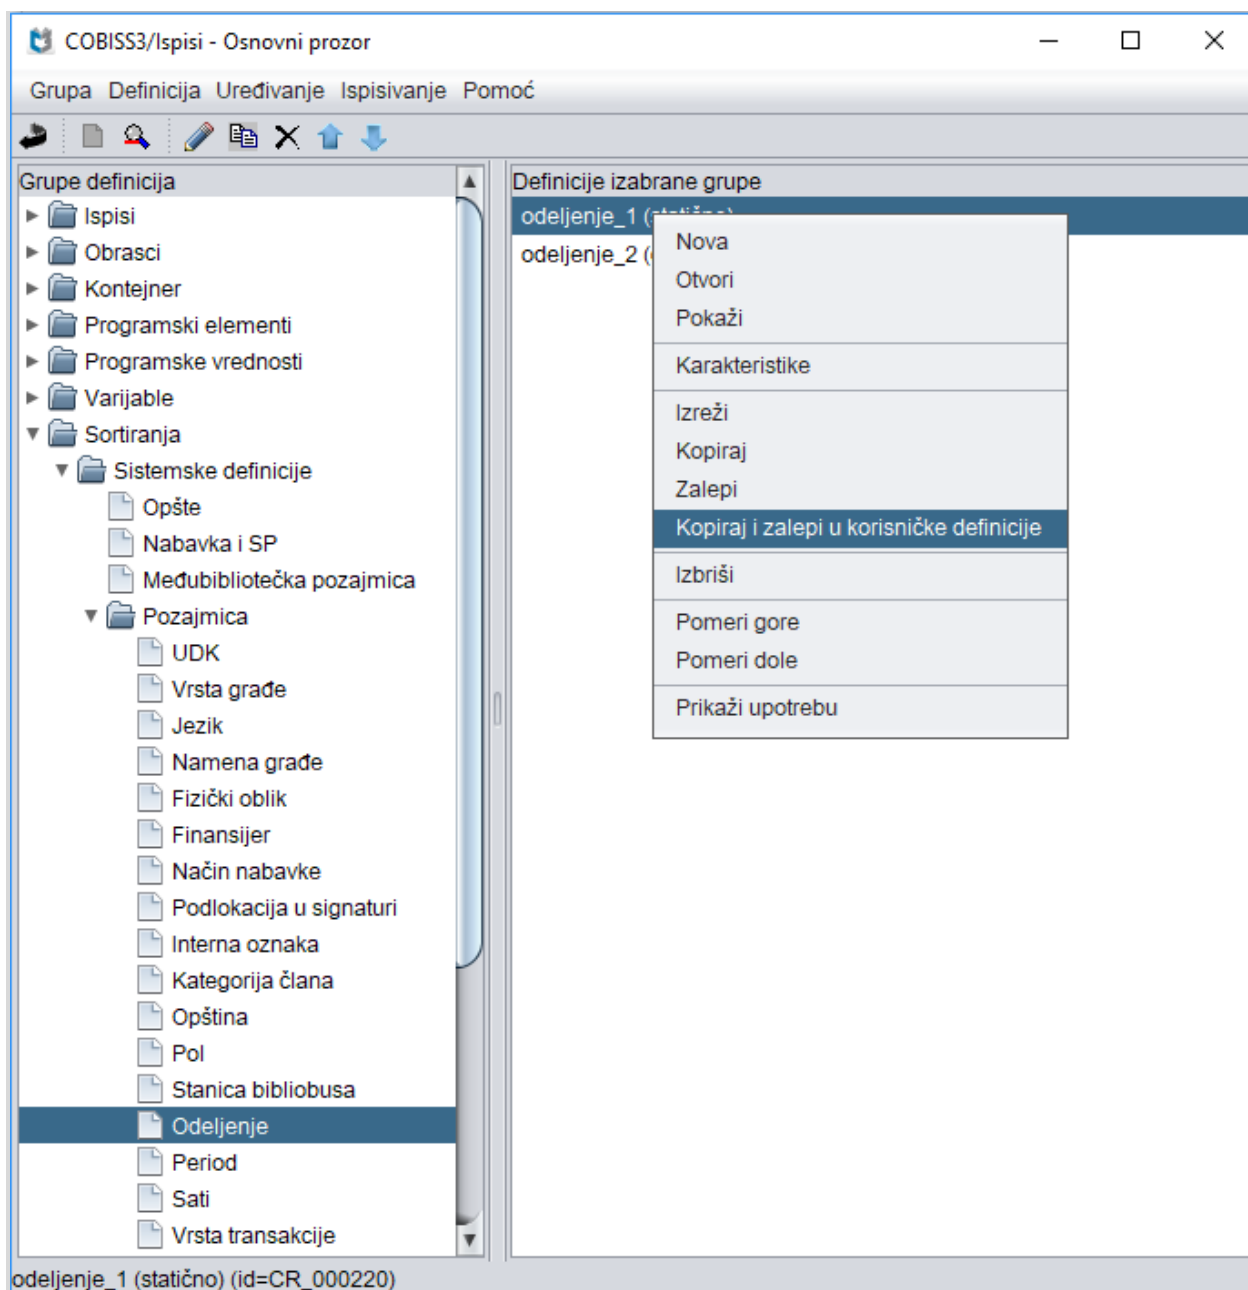 COBISS3/Ispisi - Osnovni prozor
Grupa Definicija Uređivanje Ispisivanje Pomoć
Grupe definicija
Ispisi
Obrasci
Kontejner
Programski elementi
Programske vrednosti
Varijable
Sortiranja
Sistemske definicije
Opšte
Nabavka i SP
Međubibliotečka pozajmica
Pozajmica
UDK
Vrsta građe
Jezik
Namena građe
Fizički oblik
Finansijer
Način nabavke
Podlokacija u signaturi
Interna oznaka
Kategorija člana
Opština
Pol
Stanica bibliobusa
Odeljenje
Period
Sati
Vrsta transakcije
Definicije izabrane grupe
odeljenje_1 (statično)
odeljenje_2 (
Nova
Otvori
Pokaži
Karakteristike
Izreži
Kopiraj
Zalepi
Kopiraj i zalepi u korisničke definicije
Izbriši
Pomeri gore
Pomeri dole
Prikaži upotrebu
odeljenje_1 (statično) (id=CR_000220)